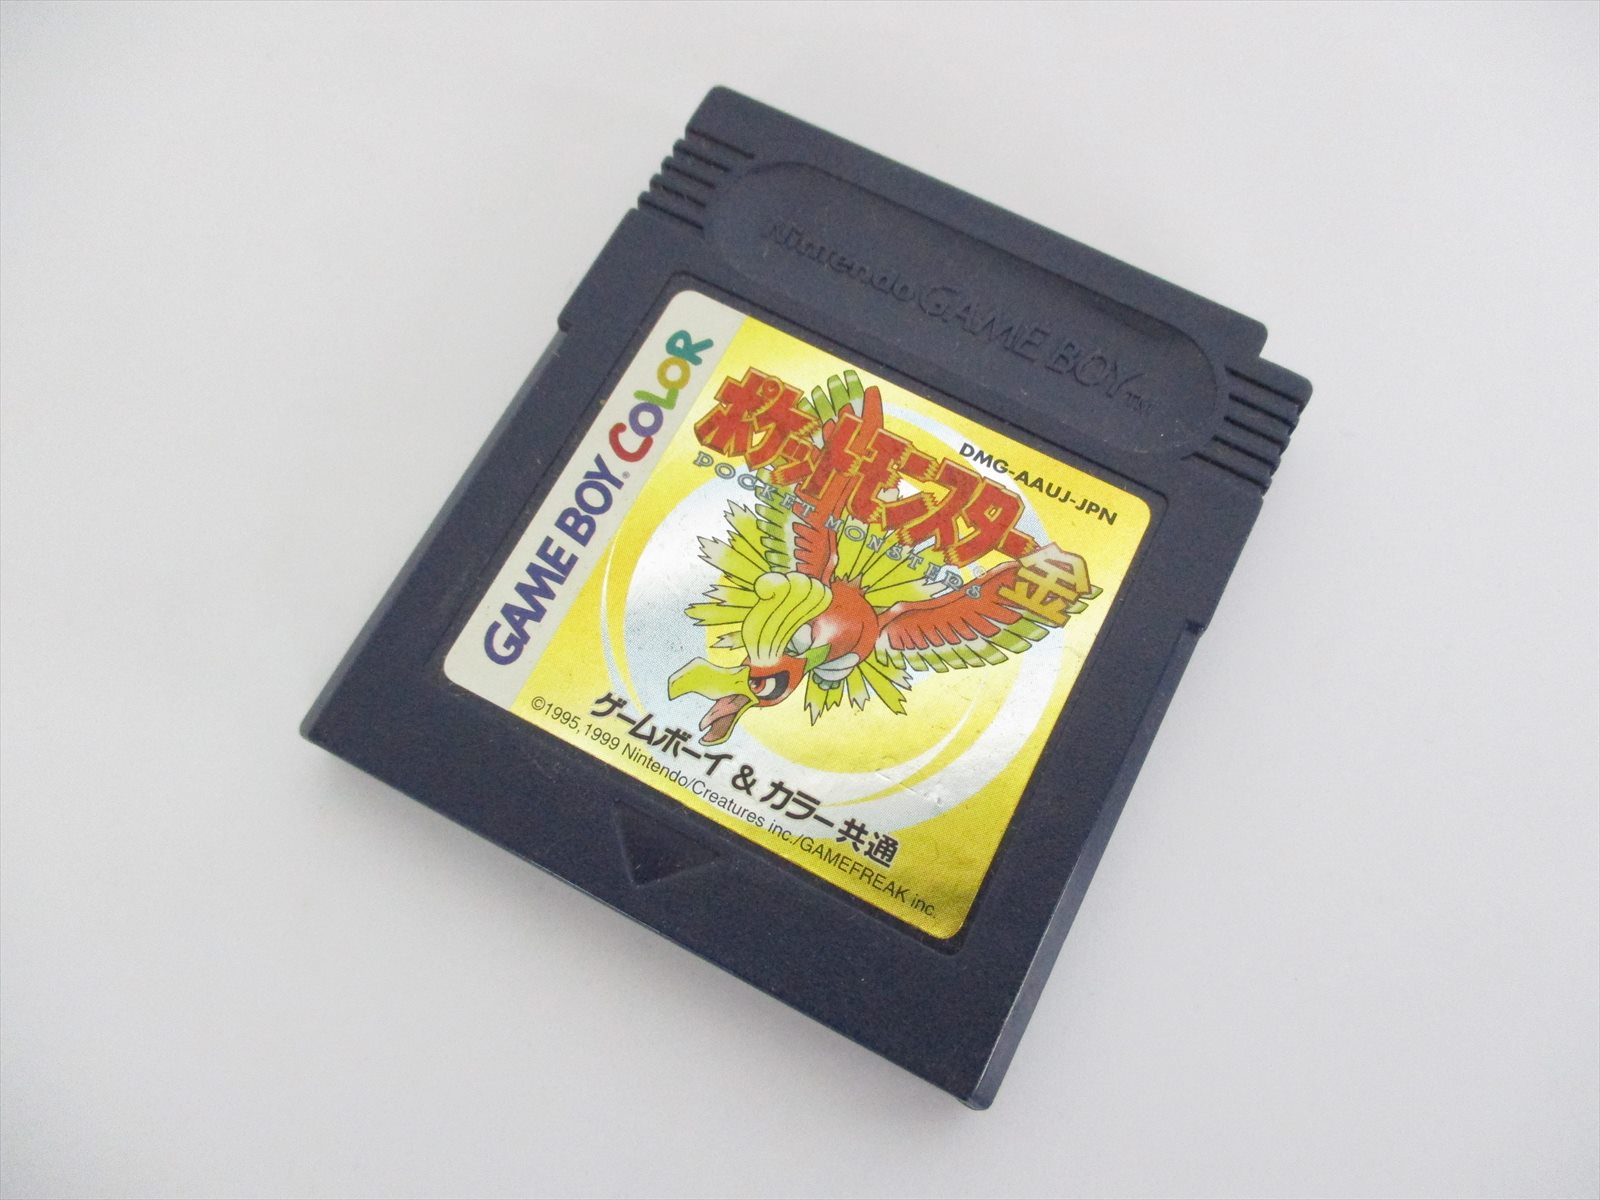 Nintendo GAME BOY TM
GAME BOY® COLOR
DMG-AAUJ-JPN
ポケットモンスター金
POCKET MONSTERS
ゲームボーイ & カラー共通
©1995, 1999 Nintendo/Creatures inc./GAMEFREAK inc.